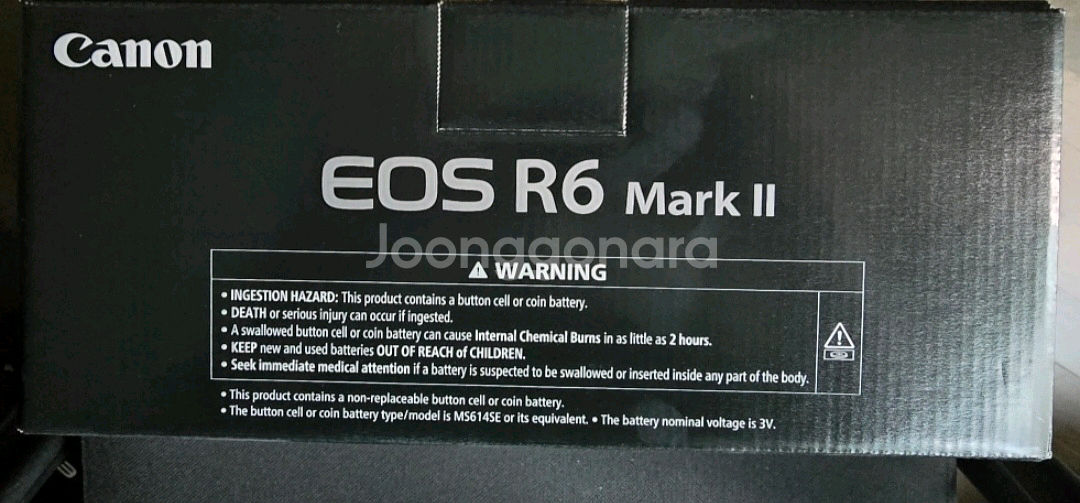 Canon
EOS R6 Mark II
Joonggonara
⚠ WARNING
• INGESTION HAZARD: This product contains a button cell or coin battery.
• DEATH or serious injury can occur if ingested.
• A swallowed button cell or coin battery can cause Internal Chemical Burns in as little as 2 hours.
• KEEP new and used batteries OUT OF REACH of CHILDREN.
• Seek immediate medical attention if a battery is suspected to be swallowed or inserted inside any part of the body.
• This product contains a non-replaceable button cell or coin battery.
• The button cell or coin battery type/model is MS614SE or its equivalent. • The battery nominal voltage is 3V.